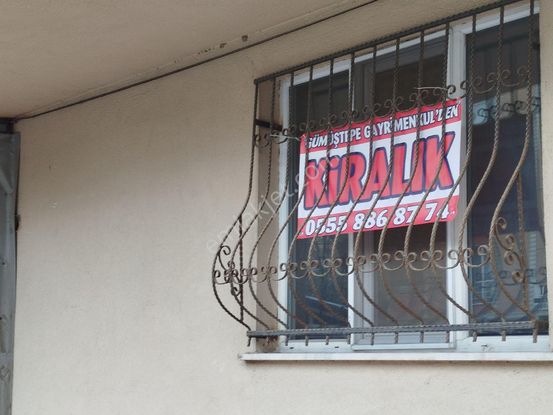 GÜMÜŞTEPE GAYRİMENKUL'DEN
KİRALIK
0555 886 87 74